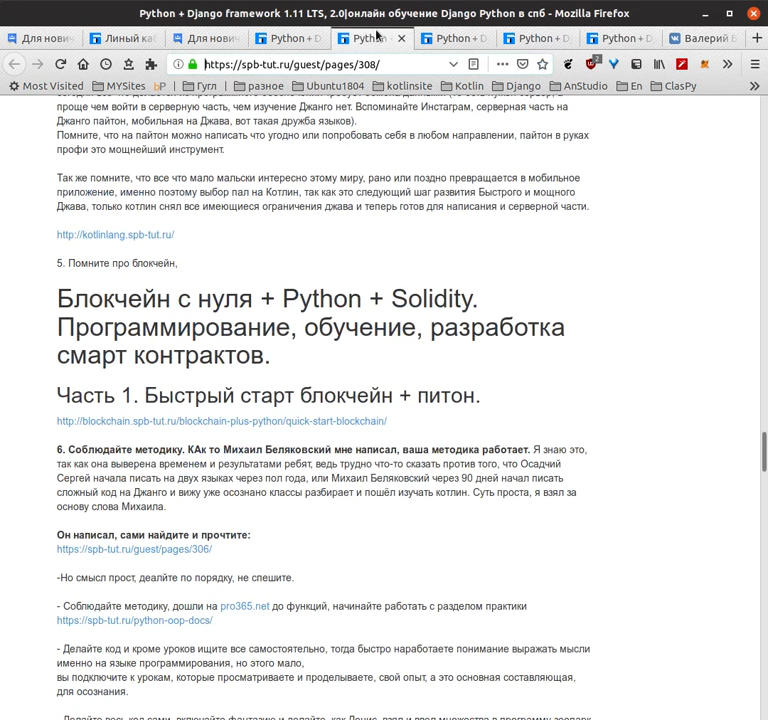 Python + Django framework 1.11 LTS, 2.0|онлайн обучение Django Python в спб - Mozilla Firefox
Для нович
Линый каб
Для нович
Python + D
Python
Python + D
Python + D
Python + D
Валерий Б
https://spb-tut.ru/guest/pages/308/
Most Visited MYSites bP Гугл разное Ubuntu1804 kotlinsite Kotlin Django AnStudio En ClasPy
проще чем войти в серверную часть, чем изучение Джанго нет. Вспоминайте Инстаграм, серверная часть на
Джанго пайтон, мобильная на Джава, вот такая дружба языков).
Помните, что на пайтон можно написать что угодно или попробовать себя в любом направлении, пайтон в руках
профи это мощнейший инструмент.
Так же помните, что все что мало мальски интересно этому миру, рано или поздно превращается в мобильное
приложение, именно поэтому выбор пал на Котлин, так как это следующий шаг развития Быстрого и мощного
Джава, только котлин снял все имеющиеся ограничения джава и теперь готов для написания и серверной части.
http://kotlinlang.spb-tut.ru/
5. Помните про блокчейн,
Блокчейн с нуля + Python + Solidity.
Программирование, обучение, разработка
смарт контрактов.
Часть 1. Быстрый старт блокчейн + питон.
http://blockchain.spb-tut.ru/blockchain-plus-python/quick-start-blockchain/
6. Соблюдайте методику. КАк то Михаил Беляковский мне написал, ваша методика работает. Я знаю это,
так как она выверена временем и результатами ребят, ведь трудно что-то сказать против того, что Осадчий
Сергей начала писать на двух языках через пол года, или Михаил Беляковский через 90 дней начал писать
сложный код на Джанго и вижу уже осознано классы разбирает и пошёл изучать котлин. Суть проста, я взял за
основу слова Михаила.
Он написал, сами найдите и прочтите:
https://spb-tut.ru/guest/pages/306/
-Но смысл прост, деалйте по порядку, не спешите.
- Соблюдайте методику, дошли на pro365.net до функций, начинайте работать с разделом практики
https://spb-tut.ru/python-oop-docs/
- Делайте код и кроме уроков ищите все самостоятельно, тогда быстро наработаете понимание выражать мысли
именно на языке программирования, но этого мало,
вы подключите к урокам, которые просматриваете и проделываете, свой опыт, а это основная составляющая,
для осознания.